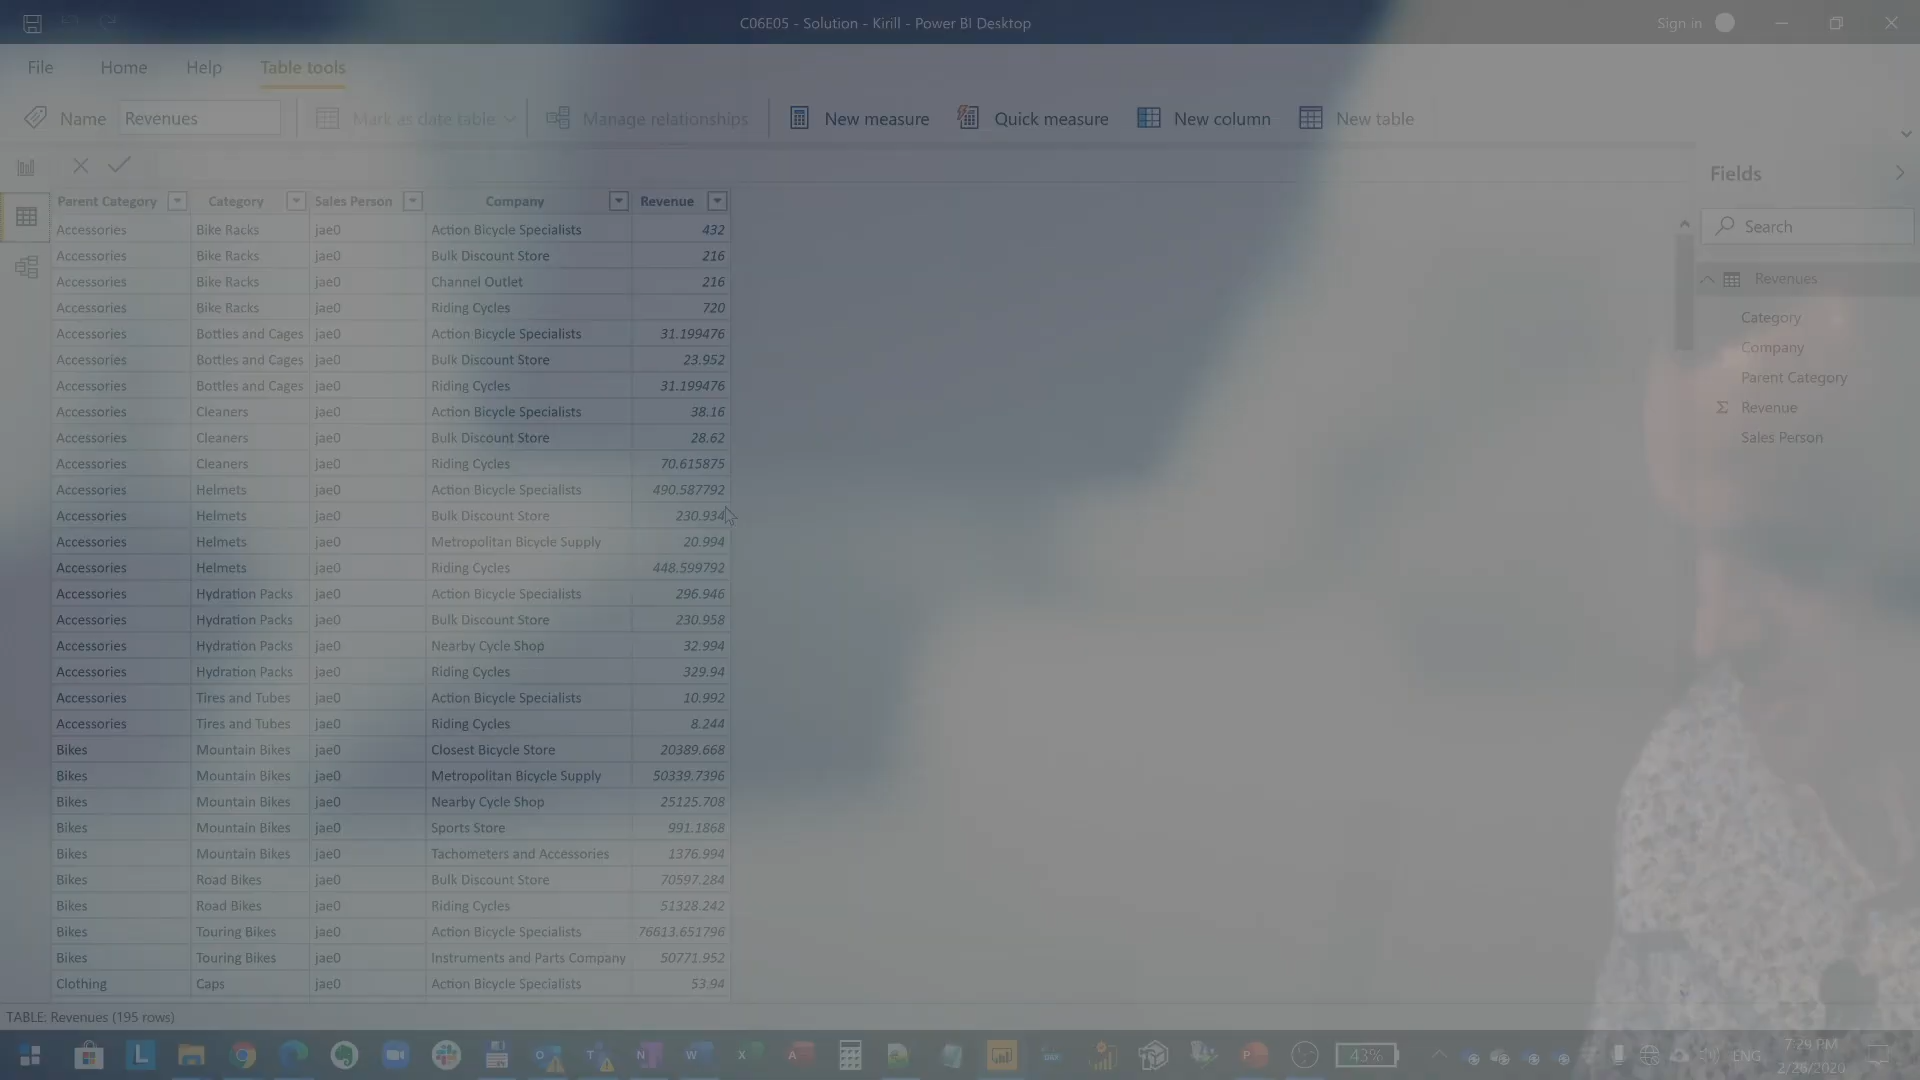 C06E05 - Solution - Kirill - Power BI Desktop
Sign in
File Home Help Table tools
Name Revenues Mark as date table Manage relationships New measure Quick measure New column New table
Parent Category Category Sales Person Company Revenue
Accessories Bike Racks jae0 Action Bicycle Specialists 432
Accessories Bike Racks jae0 Bulk Discount Store 216
Accessories Bike Racks jae0 Channel Outlet 216
Accessories Bike Racks jae0 Riding Cycles 720
Accessories Bottles and Cages jae0 Action Bicycle Specialists 31.199476
Accessories Bottles and Cages jae0 Bulk Discount Store 23.952
Accessories Bottles and Cages jae0 Riding Cycles 31.199476
Accessories Cleaners jae0 Action Bicycle Specialists 38.16
Accessories Cleaners jae0 Bulk Discount Store 28.62
Accessories Cleaners jae0 Riding Cycles 70.615875
Accessories Helmets jae0 Action Bicycle Specialists 490.587792
Accessories Helmets jae0 Bulk Discount Store 230.934
Accessories Helmets jae0 Metropolitan Bicycle Supply 20.994
Accessories Helmets jae0 Riding Cycles 448.599792
Accessories Hydration Packs jae0 Action Bicycle Specialists 296.946
Accessories Hydration Packs jae0 Bulk Discount Store 230.958
Accessories Hydration Packs jae0 Nearby Cycle Shop 32.994
Accessories Hydration Packs jae0 Riding Cycles 329.94
Accessories Tires and Tubes jae0 Action Bicycle Specialists 10.992
Accessories Tires and Tubes jae0 Riding Cycles 8.244
Bikes Mountain Bikes jae0 Closest Bicycle Store 20389.668
Bikes Mountain Bikes jae0 Metropolitan Bicycle Supply 50339.7396
Bikes Mountain Bikes jae0 Nearby Cycle Shop 25125.708
Bikes Mountain Bikes jae0 Sports Store 991.1868
Bikes Mountain Bikes jae0 Tachometers and Accessories 1376.994
Bikes Road Bikes jae0 Bulk Discount Store 70597.284
Bikes Road Bikes jae0 Riding Cycles 51328.242
Bikes Touring Bikes jae0 Action Bicycle Specialists 76613.651796
Bikes Touring Bikes jae0 Instruments and Parts Company 50771.952
Clothing Caps jae0 Action Bicycle Specialists 53.94
TABLE: Revenues (195 rows)
Fields
Search
Revenues
Category
Company
Parent Category
Σ Revenue
Sales Person
43%
ENG
7:24 PM
2/26/2020